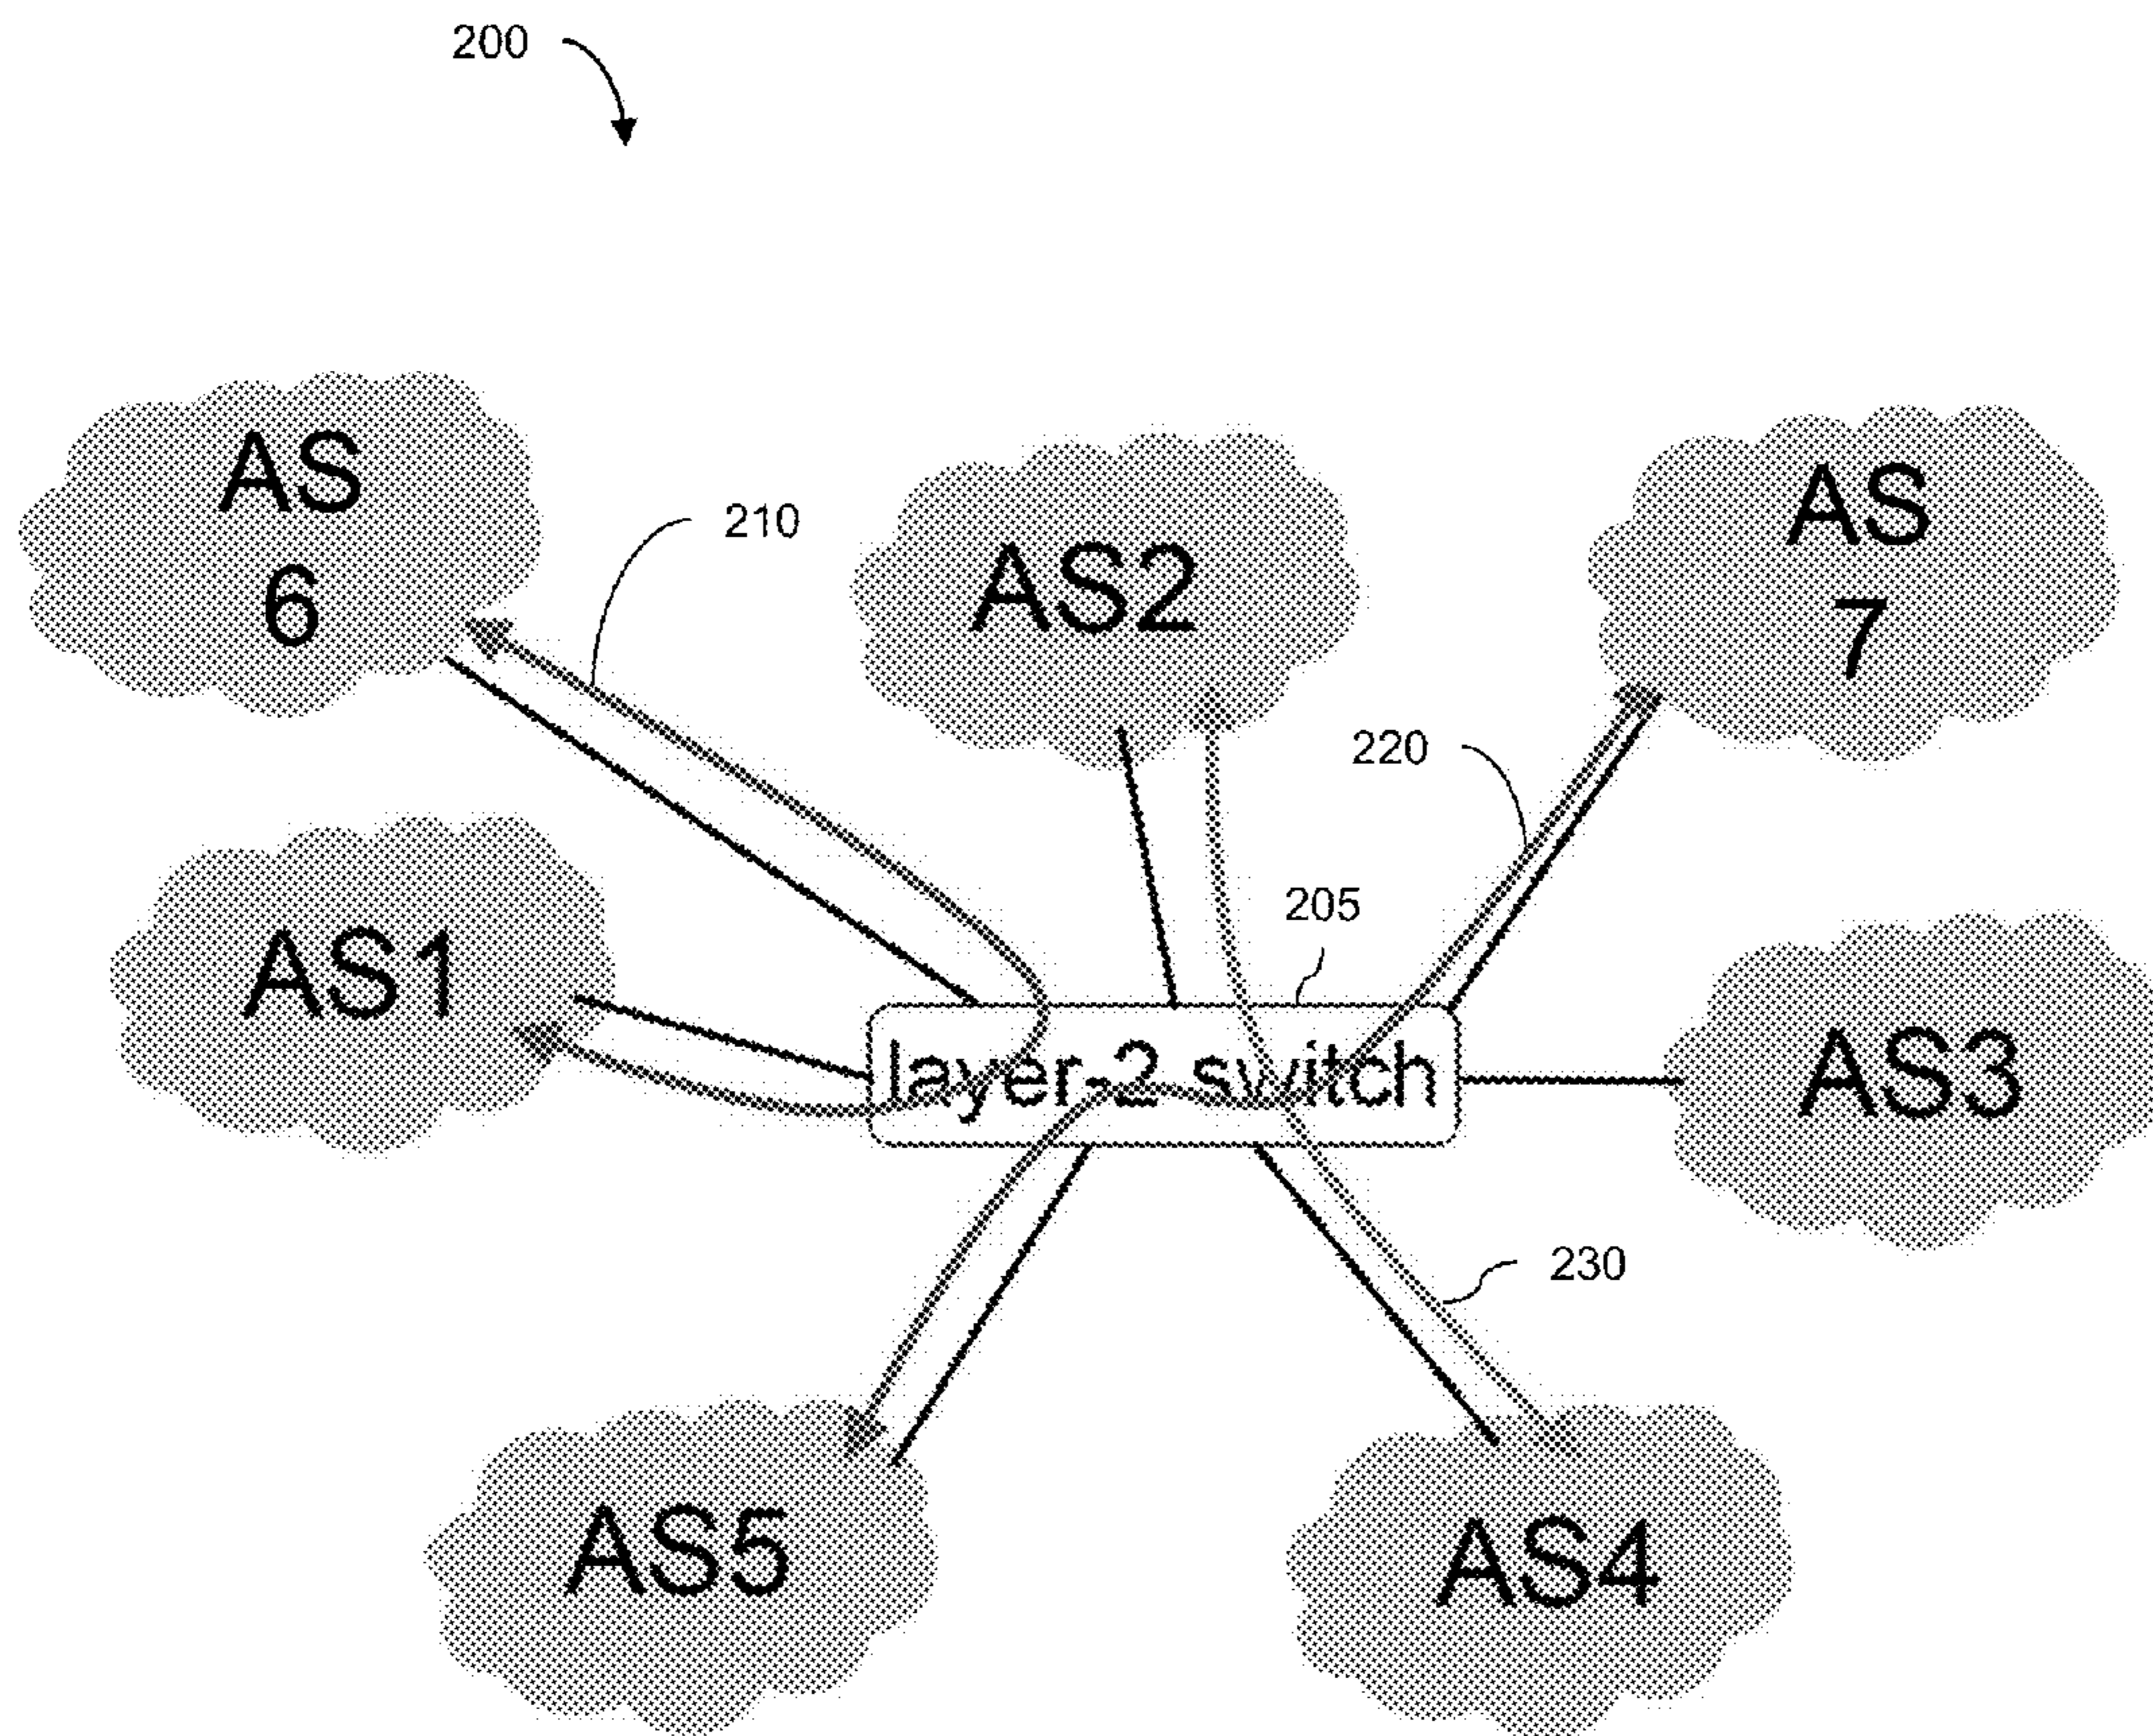 200
AS
6
210
AS2
AS
7
220
205
AS1
layer-2 switch
AS3
230
AS5
AS4